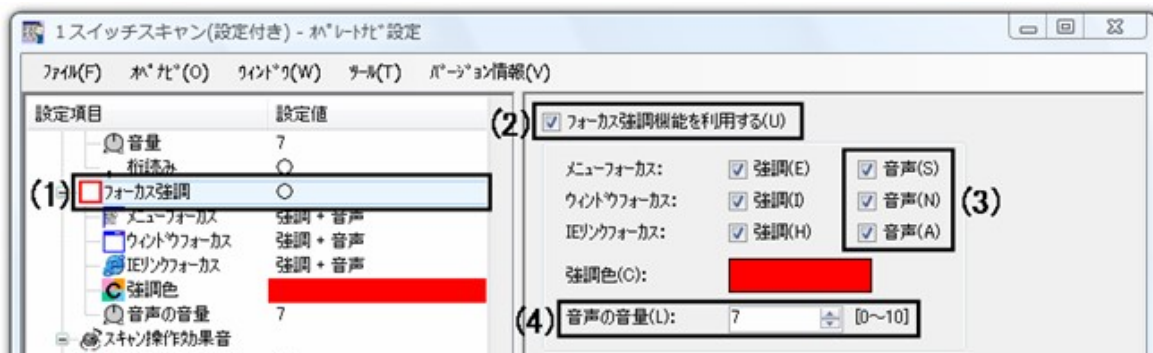 1スイッチスキャン(設定付き) - ｵﾍﾟﾚｰﾄﾅﾋﾞ設定
ﾌｧｲﾙ(F) ｵﾍﾟﾅﾋﾞ(O) ｳｨﾝﾄﾞｳ(W) ﾂｰﾙ(T) ﾊﾞｰｼﾞｮﾝ情報(V)
設定項目 設定値
音量 7
桁読み ○
(1) フォーカス強調 ○
メニューフォーカス 強調 + 音声
ウィンドウフォーカス 強調 + 音声
IEリンクフォーカス 強調 + 音声
C 強調色
音声の音量 7
スキャン操作効果音
(2) フォーカス強調機能を利用する(U)
メニューフォーカス: 強調(E) 音声(S)
ウィンドウフォーカス: 強調(I) 音声(N) (3)
IEリンクフォーカス: 強調(H) 音声(A)
強調色(C):
(4) 音声の音量(L): 7 [0～10]